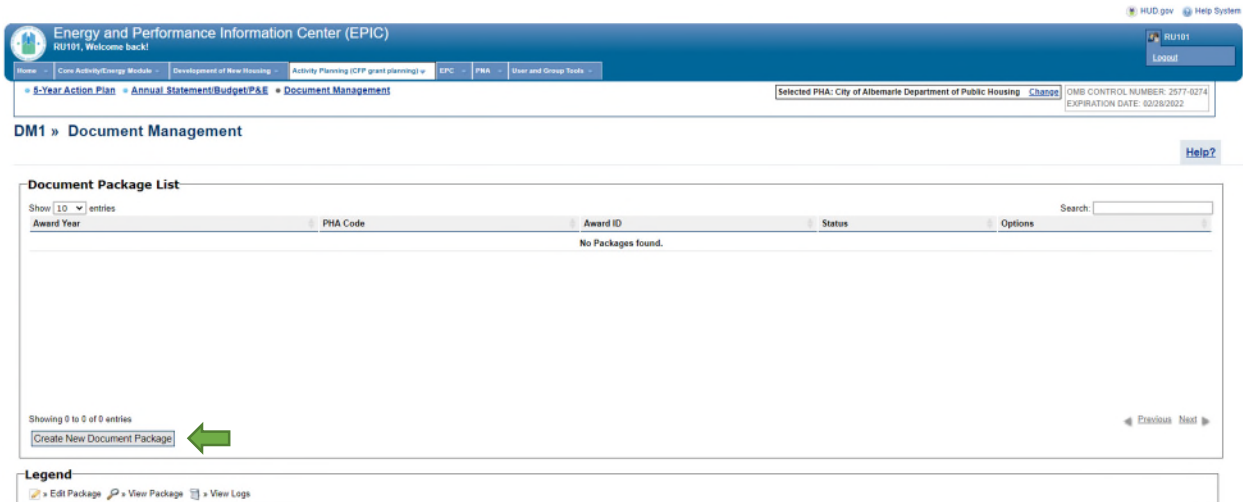 HUD.gov Help System
Energy and Performance Information Center (EPIC)
RU101, Welcome back!
RU101
Logout
Home Core Activity/Energy Module Development of New Housing Activity Planning (CFP grant planning) EPC PNA User and Group Tools
5-Year Action Plan Annual Statement/Budget/P&E Document Management
Selected PHA: City of Albemarle Department of Public Housing Change
OMB CONTROL NUMBER: 2577-0274
EXPIRATION DATE: 02/28/2022
DM1 » Document Management
Help?
Document Package List
Show 10 entries
Search:
Award Year PHA Code Award ID Status Options
No Packages found.
Showing 0 to 0 of 0 entries
Previous Next
Create New Document Package
Legend
» Edit Package » View Package » View Logs